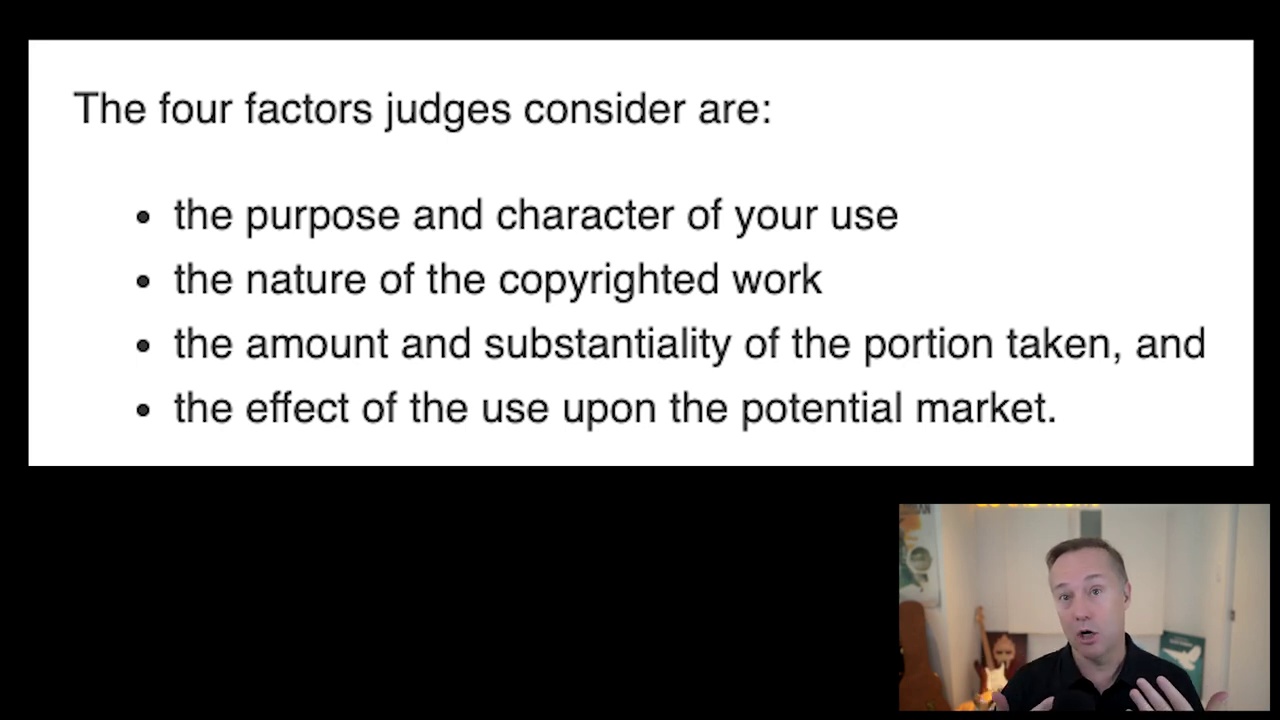 The four factors judges consider are:
• the purpose and character of your use
• the nature of the copyrighted work
• the amount and substantiality of the portion taken, and
• the effect of the use upon the potential market.